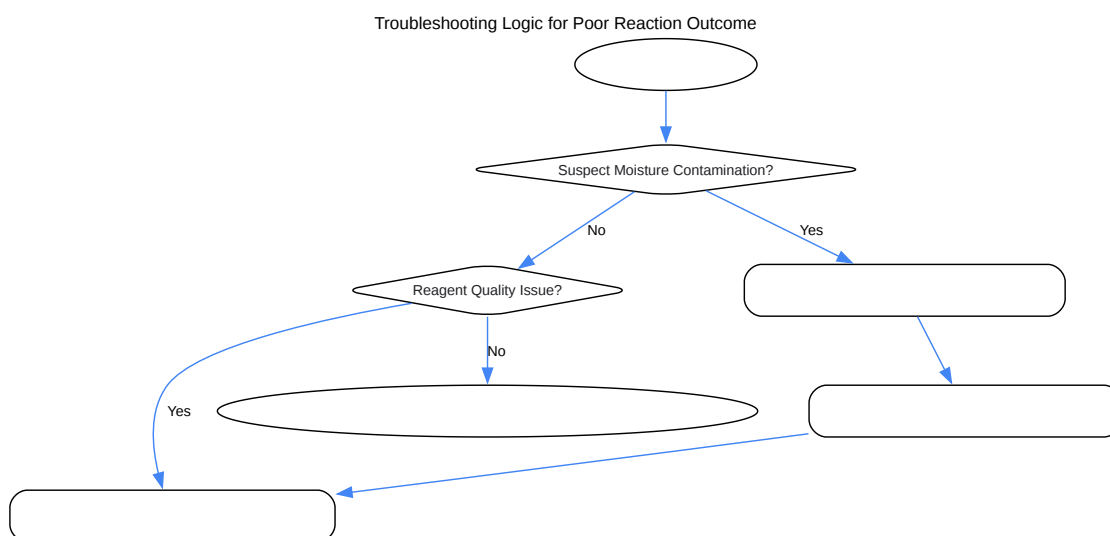 Troubleshooting Logic for Poor Reaction Outcome
Suspect Moisture Contamination?
No
Yes
Reagent Quality Issue?
No
Yes